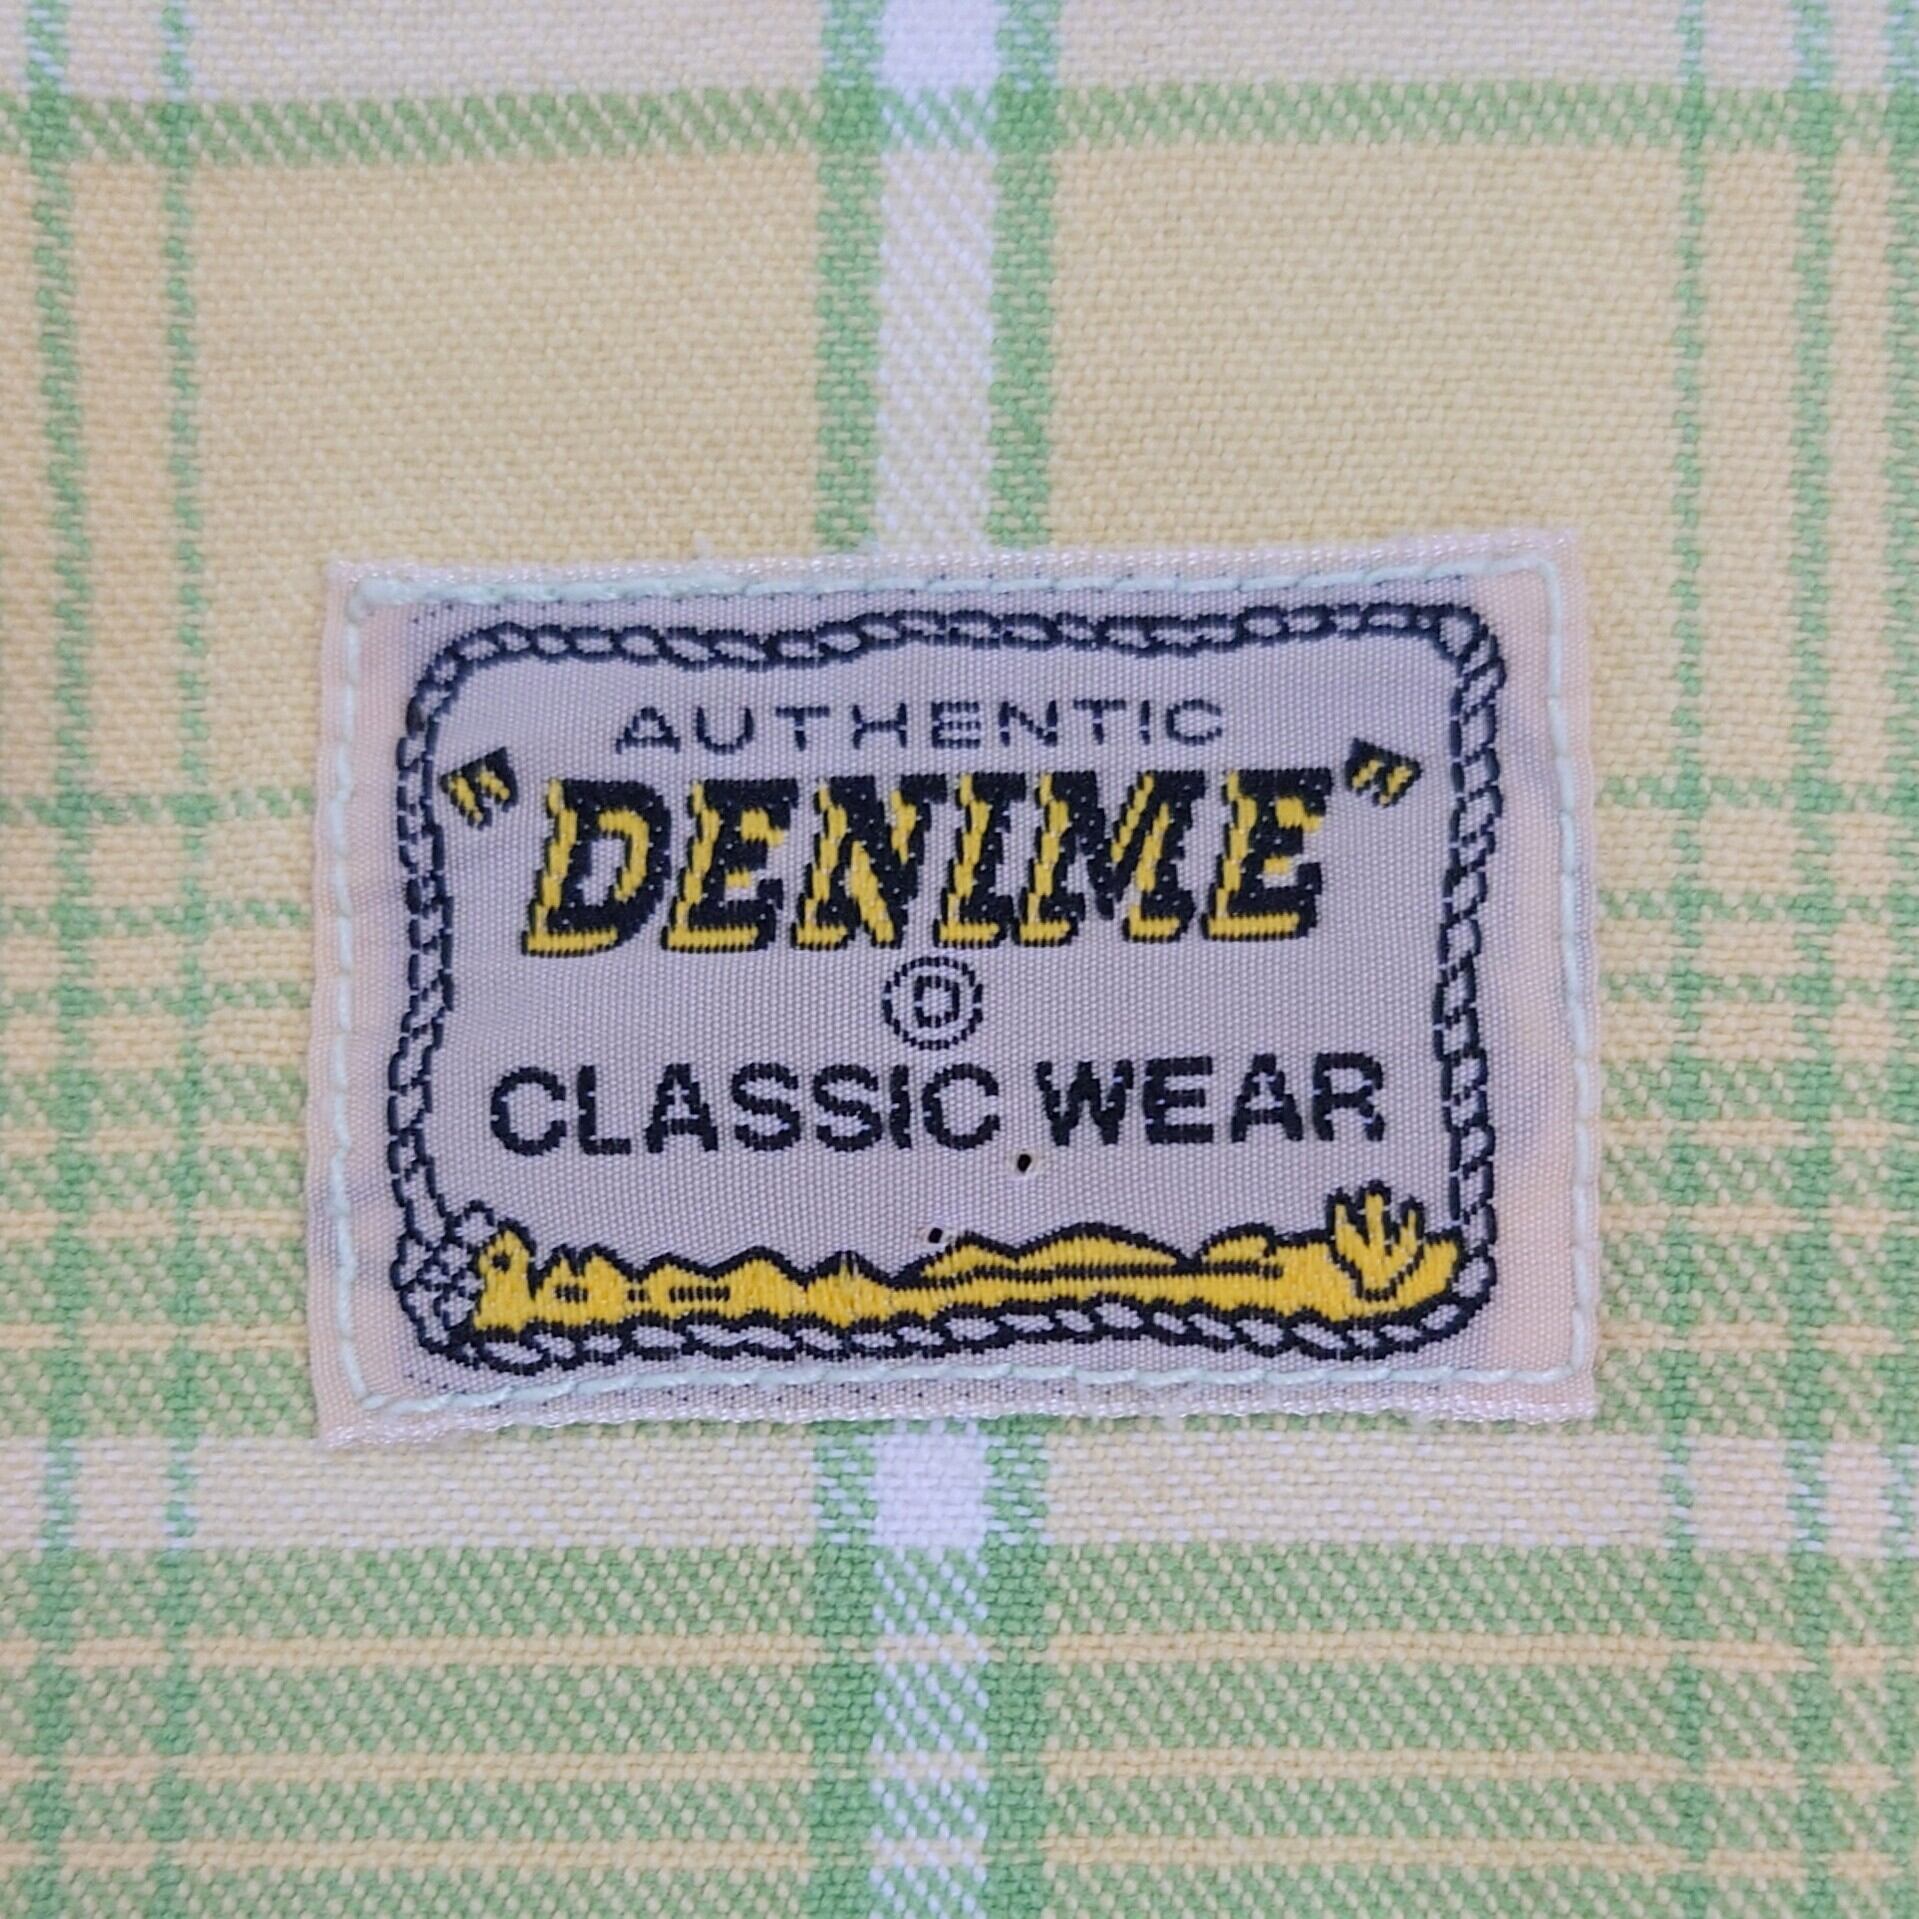 AUTHENTIC
"DENIME"
D
CLASSIC WEAR